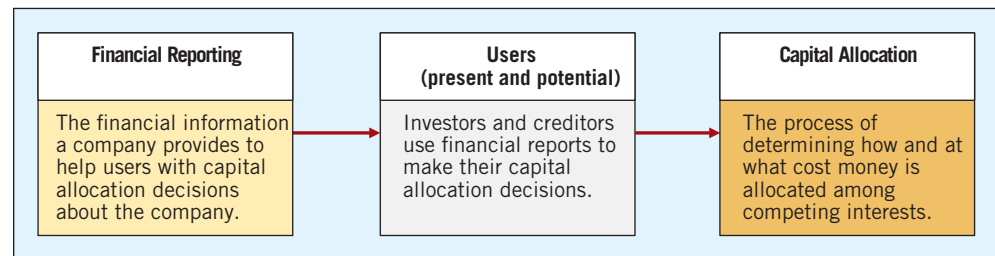 Financial Reporting
The financial information
a company provides to
help users with capital
allocation decisions
about the company.
Users
(present and potential)
Investors and creditors
use financial reports to
make their capital
allocation decisions.
Capital Allocation
The process of
determining how and at
what cost money is
allocated among
competing interests.